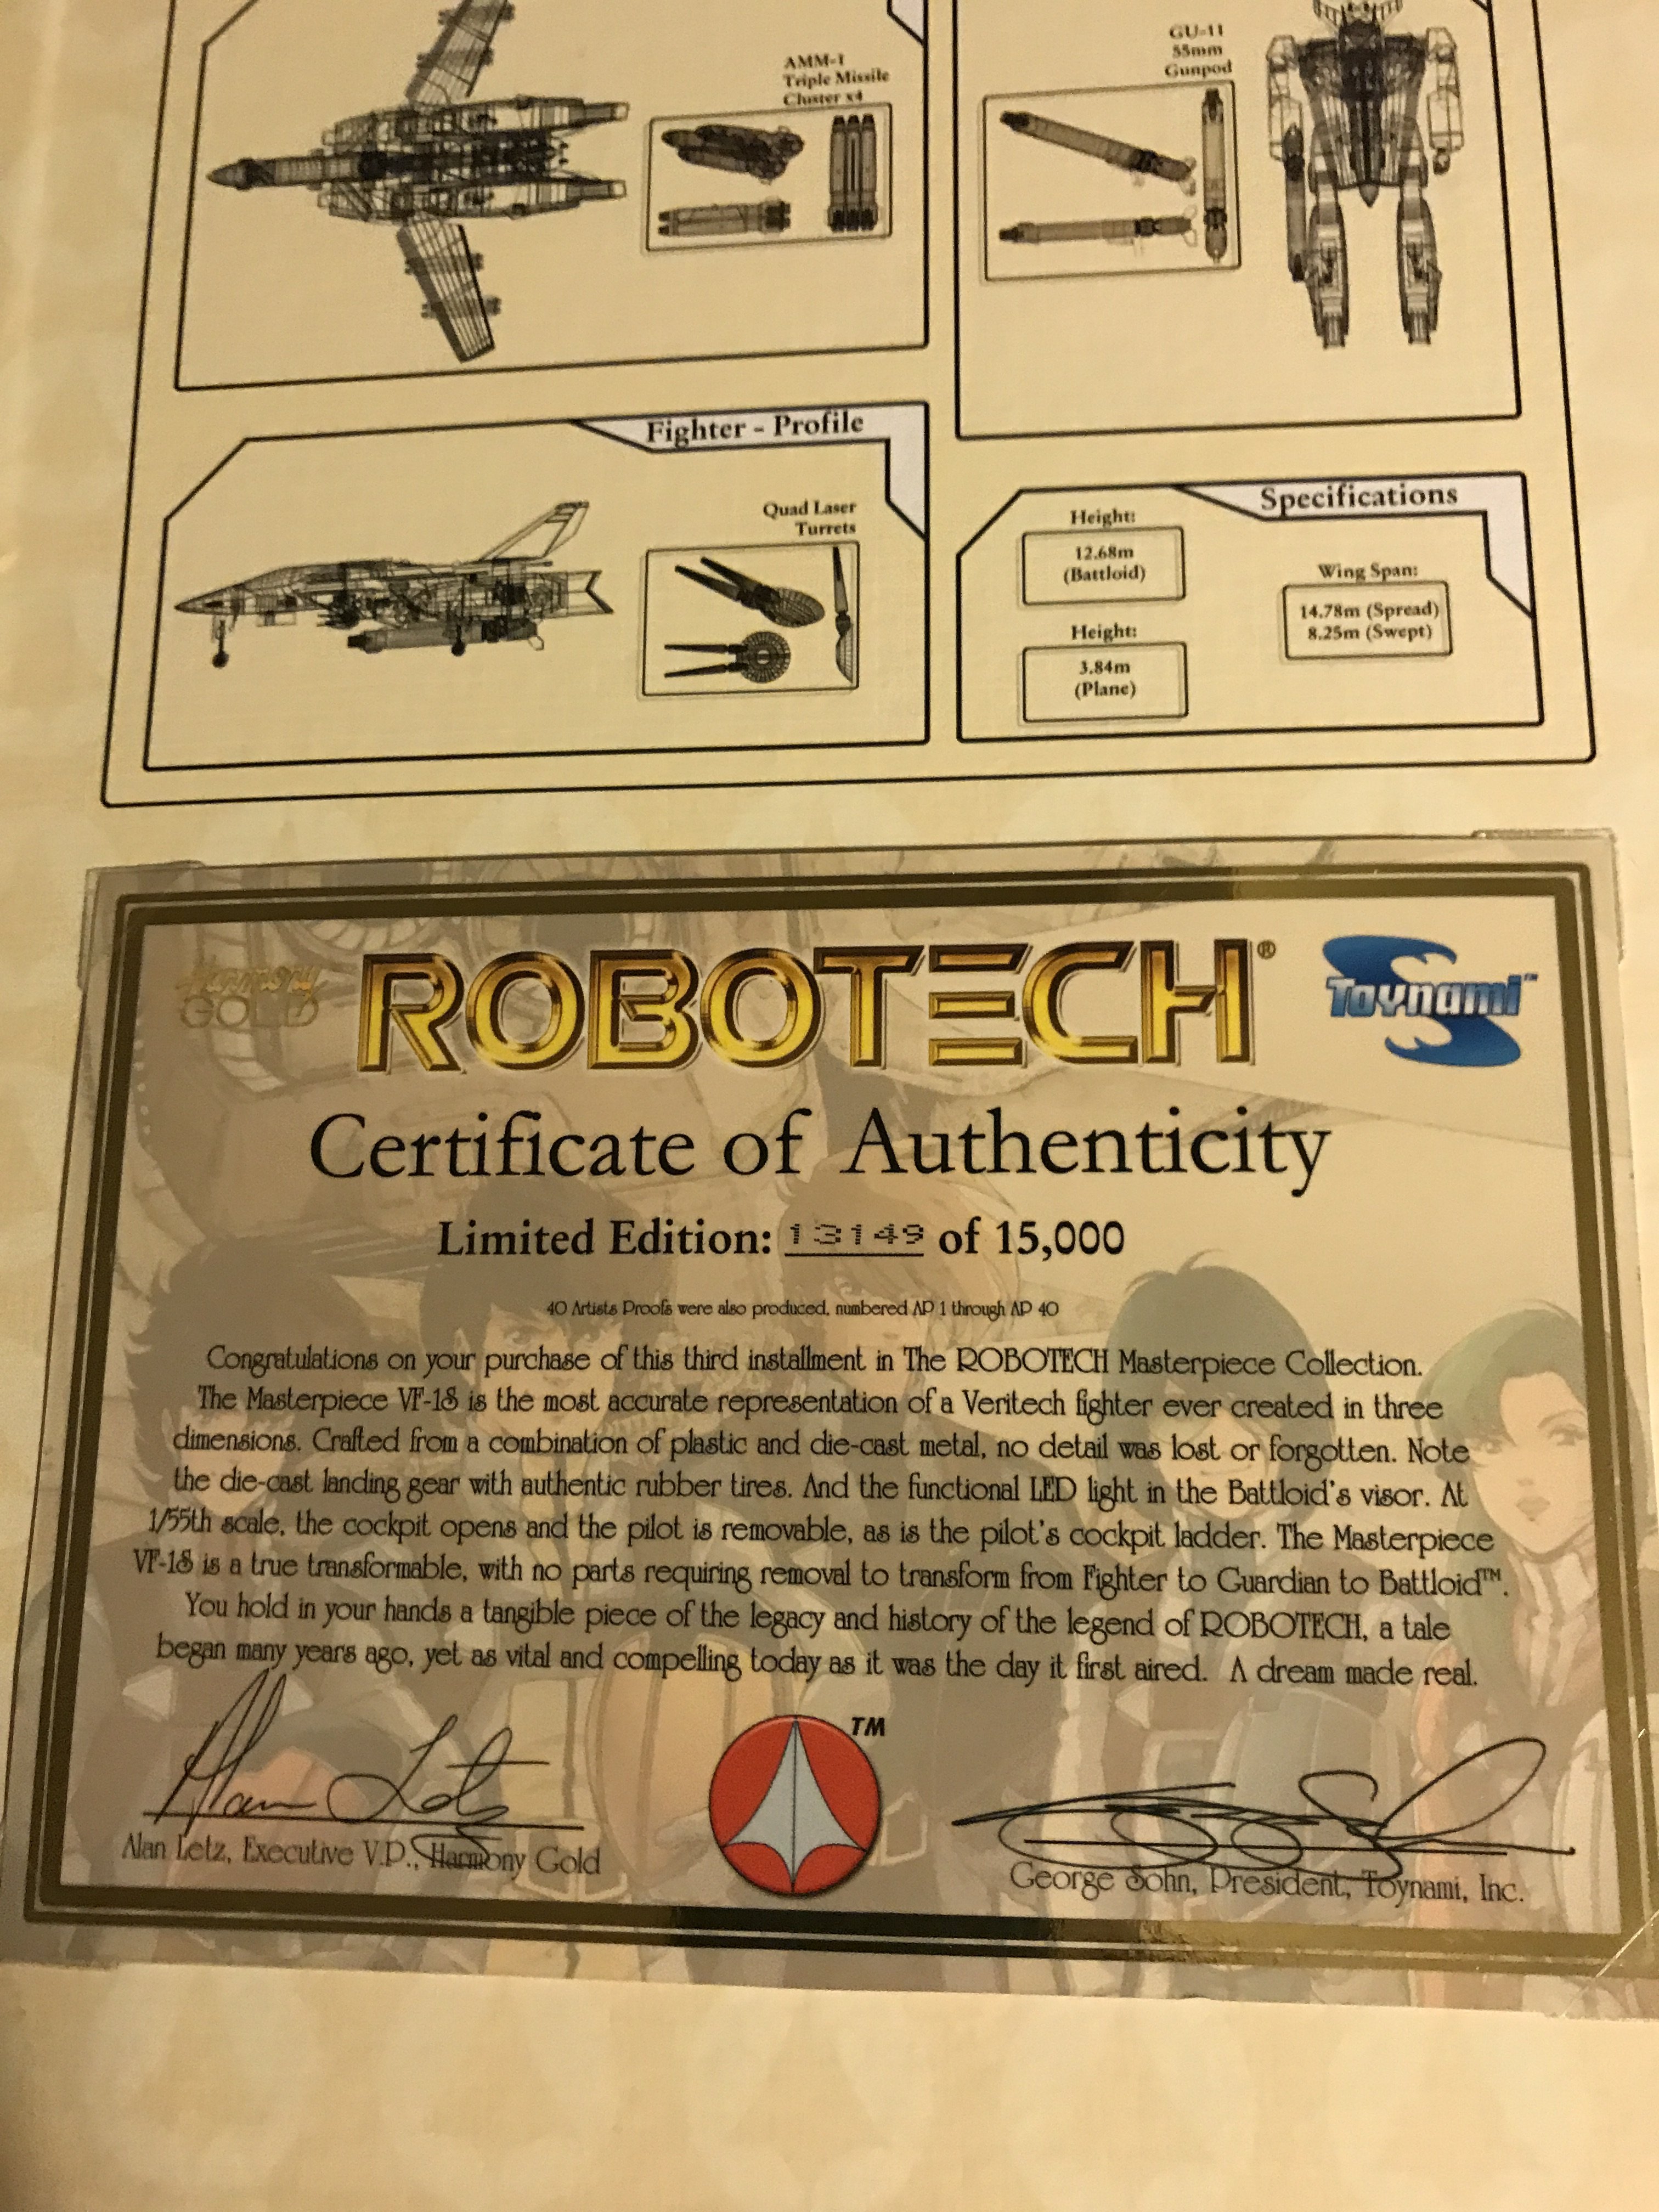 AMM-1
Triple Missile
Cluster x4
GU-11
55mm
Gunpod
Fighter - Profile
Quad Laser
Turrets
Specifications
Height:
12.68m
(Battloid)
Wing Span:
14.78m (Spread)
8.25m (Swept)
Height:
3.84m
(Plane)
Harmony
GOLD
ROBOTECH®
Toynami™
Certificate of Authenticity
Limited Edition: 13149 of 15,000
40 Artists Proofs were also produced, numbered AP 1 through AP 40
Congratulations on your purchase of this third installment in The ROBOTECH Masterpiece Collection.
The Masterpiece VF-1S is the most accurate representation of a Veritech fighter ever created in three
dimensions. Crafted from a combination of plastic and die-cast metal, no detail was lost or forgotten. Note
the die-cast landing gear with authentic rubber tires. And the functional LED light in the Battloid's visor. At
1/55th scale, the cockpit opens and the pilot is removable, as is the pilot's cockpit ladder. The Masterpiece
VF-1S is a true transformable, with no parts requiring removal to transform from Fighter to Guardian to Battloid™.
You hold in your hands a tangible piece of the legacy and history of the legend of ROBOTECH, a tale
began many years ago, yet as vital and compelling today as it was the day it first aired. A dream made real.
TM
Alan Letz
Alan Letz, Executive V.P., Harmony Gold
George Sohn, President, Toynami, Inc.